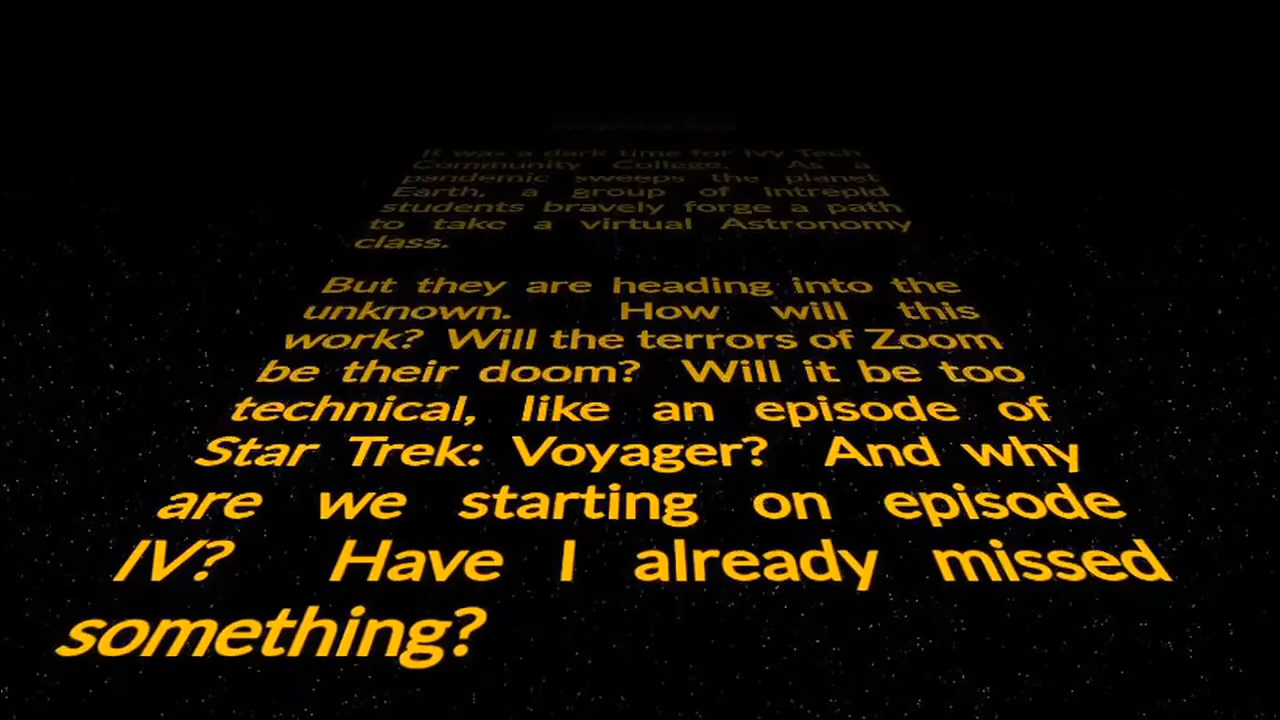 It was a dark time for Ivy Tech
Community College. As a
pandemic sweeps the planet
Earth, a group of Intrepid
students bravely forge a path
to take a virtual Astronomy
class.
But they are heading into the
unknown. How will this
work? Will the terrors of Zoom
be their doom? Will it be too
technical, like an episode of
Star Trek: Voyager? And why
are we starting on episode
IV? Have I already missed
something?